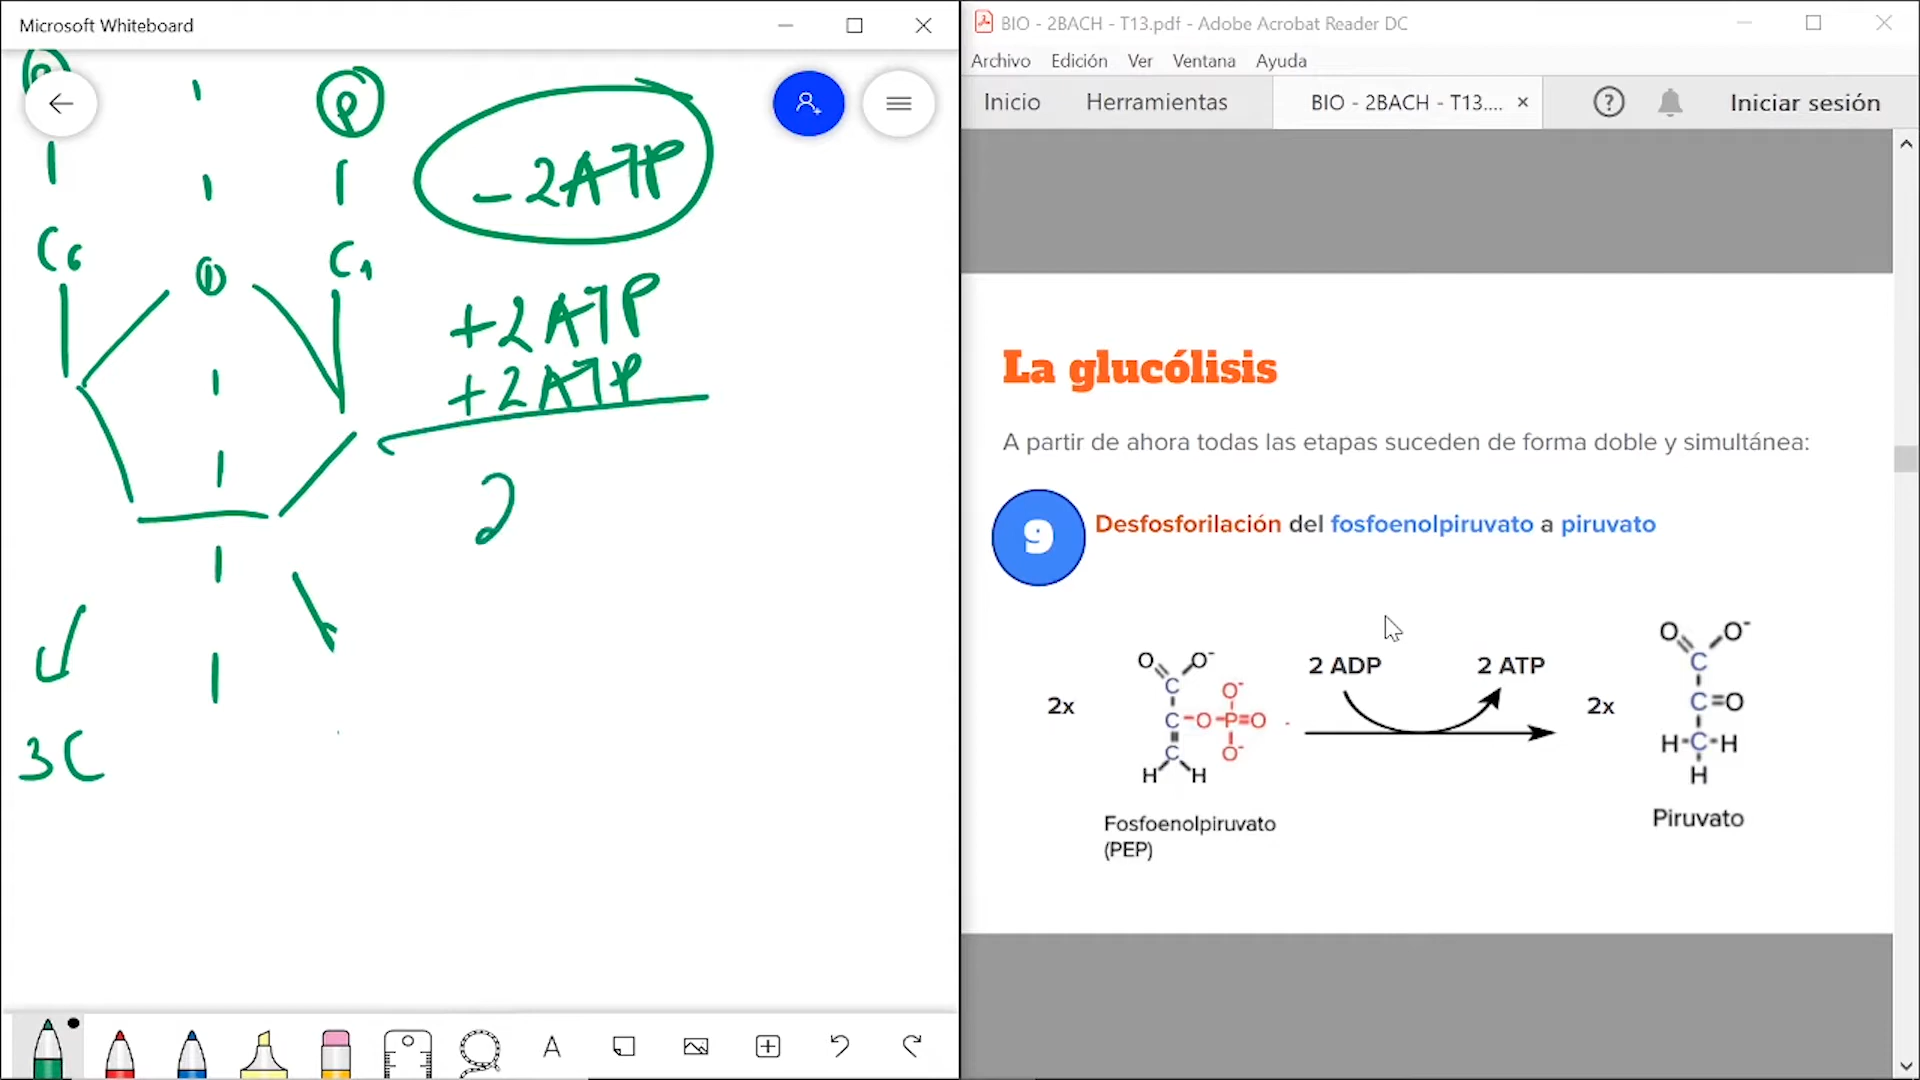 Microsoft Whiteboard
P
P
C6
C1
O
- 2ATP
+2ATP
+2ATP
2
3C
A
BIO - 2BACH - T13.pdf - Adobe Acrobat Reader DC
Archivo Edición Ver Ventana Ayuda
Inicio Herramientas BIO - 2BACH - T13.... × ? Iniciar sesión
La glucólisis
A partir de ahora todas las etapas suceden de forma doble y simultánea:
9 Desfosforilación del fosfoenolpiruvato a piruvato
2x
O O-
C
C-O-P=O
O-
O-
C
H H
Fosfoenolpiruvato
(PEP)
2 ADP 2 ATP
2x
O O-
C
C=O
H-C-H
H
Piruvato